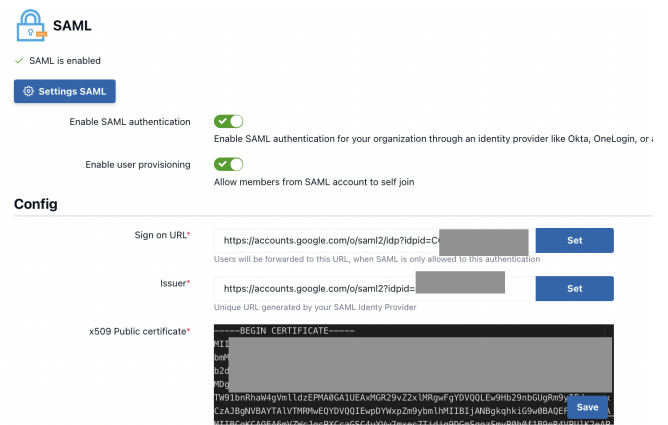 SAML
SAML is enabled
Settings SAML
Enable SAML authentication
Enable SAML authentication for your organization through an identity provider like Okta, OneLogin, or
Enable user provisioning
Allow members from SAML account to self join
Config
Sign on URL*
https://accounts.google.com/o/saml2/idp?idpid=C
Set
Users will be forwarded to this URL, when SAML is only allowed to this authentication
Issuer*
https://accounts.google.com/o/saml2?idpid=
Set
Unique URL generated by your SAML Identy Provider
x509 Public certificate*
-----BEGIN CERTIFICATE-----
MII
bmM
b2d
MDg
Save